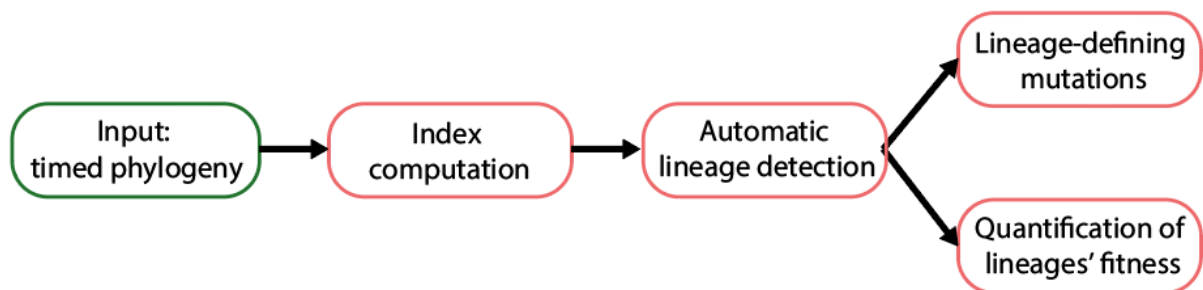 Input:
timed phylogeny
Index
computation
Automatic
lineage detection
Lineage-defining
mutations
Quantification of
lineages’ fitness